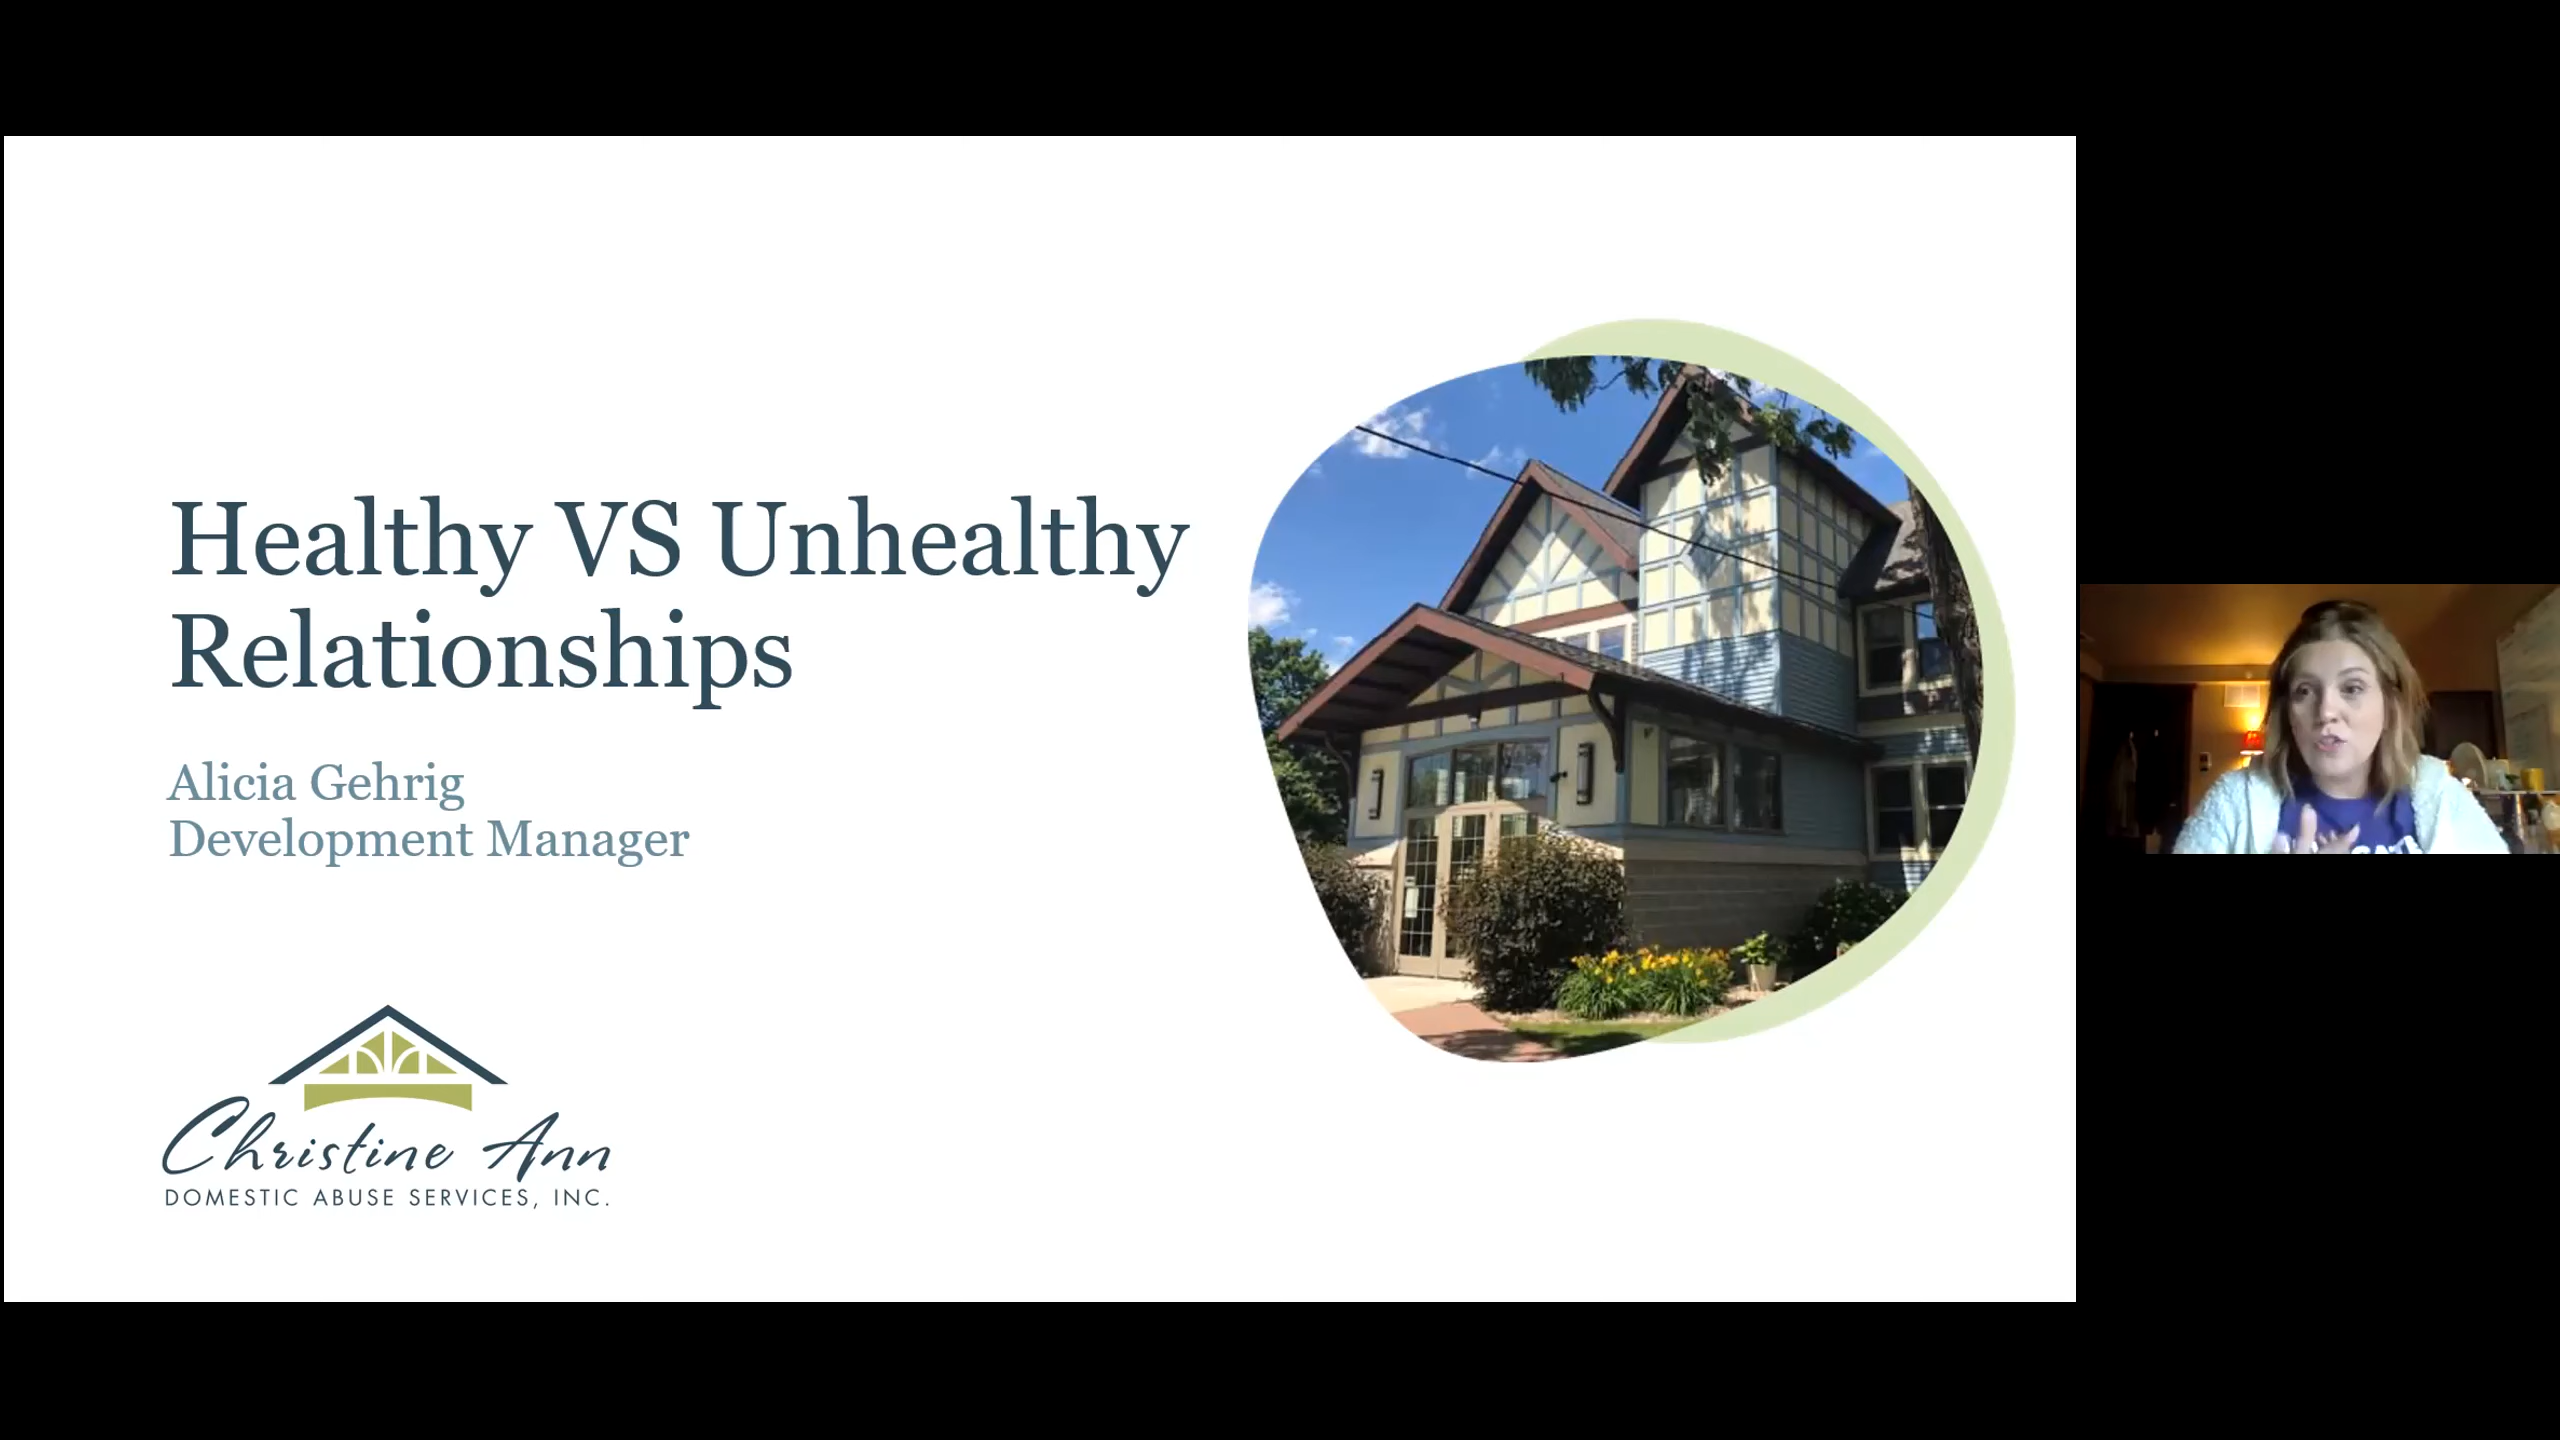 Healthy VS Unhealthy
Relationships
Alicia Gehrig
Development Manager
Christine Ann
DOMESTIC ABUSE SERVICES, INC.